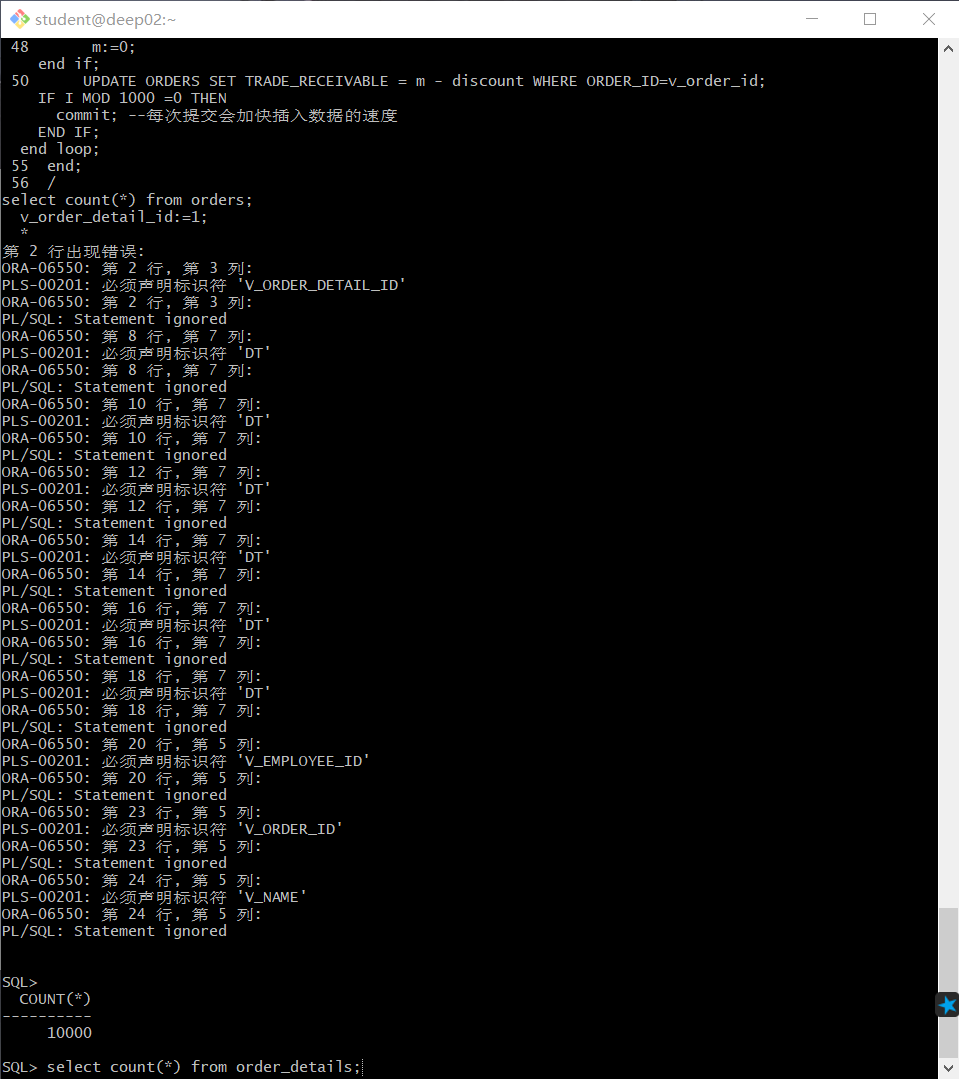 student@deep02:~
48       m:=0;
    end if;
50      UPDATE ORDERS SET TRADE_RECEIVABLE = m - discount WHERE ORDER_ID=v_order_id;
    IF I MOD 1000 =0 THEN
      commit; --每次提交会加快插入数据的速度
    END IF;
  end loop;
55  end;
56  /
select count(*) from orders;
  v_order_detail_id:=1;
  *
第 2 行出现错误:
ORA-06550: 第 2 行, 第 3 列:
PLS-00201: 必须声明标识符 'V_ORDER_DETAIL_ID'
ORA-06550: 第 2 行, 第 3 列:
PL/SQL: Statement ignored
ORA-06550: 第 8 行, 第 7 列:
PLS-00201: 必须声明标识符 'DT'
ORA-06550: 第 8 行, 第 7 列:
PL/SQL: Statement ignored
ORA-06550: 第 10 行, 第 7 列:
PLS-00201: 必须声明标识符 'DT'
ORA-06550: 第 10 行, 第 7 列:
PL/SQL: Statement ignored
ORA-06550: 第 12 行, 第 7 列:
PLS-00201: 必须声明标识符 'DT'
ORA-06550: 第 12 行, 第 7 列:
PL/SQL: Statement ignored
ORA-06550: 第 14 行, 第 7 列:
PLS-00201: 必须声明标识符 'DT'
ORA-06550: 第 14 行, 第 7 列:
PL/SQL: Statement ignored
ORA-06550: 第 16 行, 第 7 列:
PLS-00201: 必须声明标识符 'DT'
ORA-06550: 第 16 行, 第 7 列:
PL/SQL: Statement ignored
ORA-06550: 第 18 行, 第 7 列:
PLS-00201: 必须声明标识符 'DT'
ORA-06550: 第 18 行, 第 7 列:
PL/SQL: Statement ignored
ORA-06550: 第 20 行, 第 5 列:
PLS-00201: 必须声明标识符 'V_EMPLOYEE_ID'
ORA-06550: 第 20 行, 第 5 列:
PL/SQL: Statement ignored
ORA-06550: 第 23 行, 第 5 列:
PLS-00201: 必须声明标识符 'V_ORDER_ID'
ORA-06550: 第 23 行, 第 5 列:
PL/SQL: Statement ignored
ORA-06550: 第 24 行, 第 5 列:
PLS-00201: 必须声明标识符 'V_NAME'
ORA-06550: 第 24 行, 第 5 列:
PL/SQL: Statement ignored
SQL>
  COUNT(*)
----------
     10000
SQL> select count(*) from order_details;